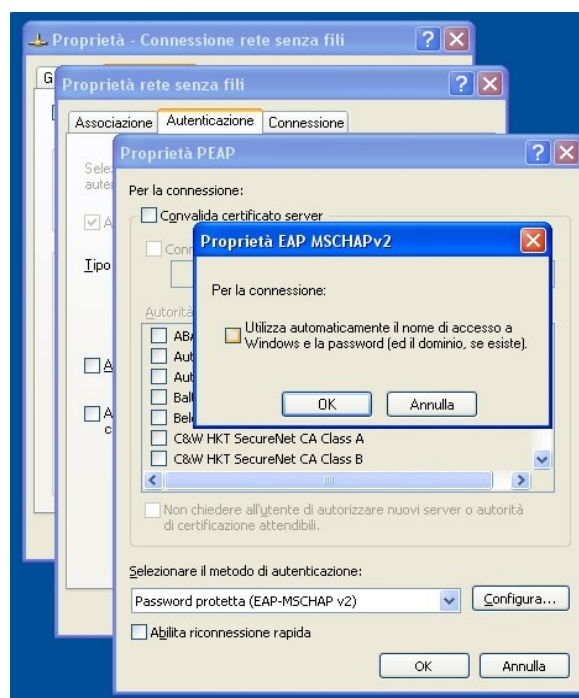 Proprietà - Connessione rete senza fili
Proprietà rete senza fili
Associazione Autenticazione Connessione
Proprietà PEAP
Per la connessione:
Convalida certificato server
Proprietà EAP MSCHAPv2
Per la connessione:
Utilizza automaticamente il nome di accesso a
Windows e la password (ed il dominio, se esiste).
OK Annulla
Tipo
Autorità
C&W HKT SecureNet CA Class A
C&W HKT SecureNet CA Class B
Non chiedere all'utente di autorizzare nuovi server o autorità
di certificazione attendibili.
Selezionare il metodo di autenticazione:
Password protetta (EAP-MSCHAP v2) Configura...
Abilita riconnessione rapida
OK Annulla